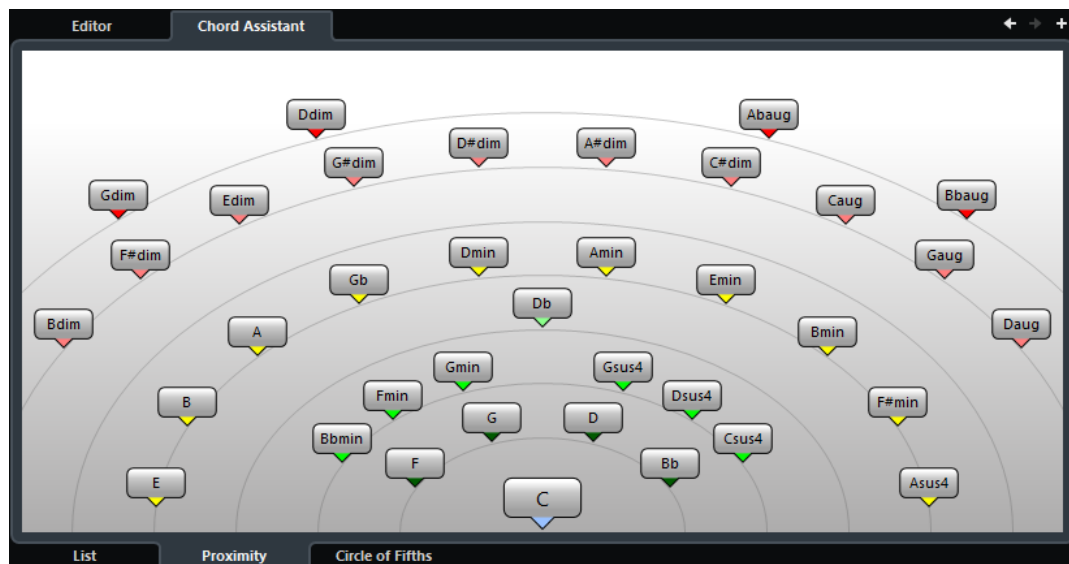 Editor
Chord Assistant
Ddim
Abaug
D#dim
A#dim
G#dim
C#dim
Gdim
Edim
Caug
Bbaug
F#dim
Dmin
Amin
Gaug
Gb
Emin
Db
Bdim
A
Bmin
Daug
Gmin
Gsus4
Fmin
Dsus4
B
F#min
G
D
Bbmin
Csus4
F
Bb
E
Asus4
C
List
Proximity
Circle of Fifths